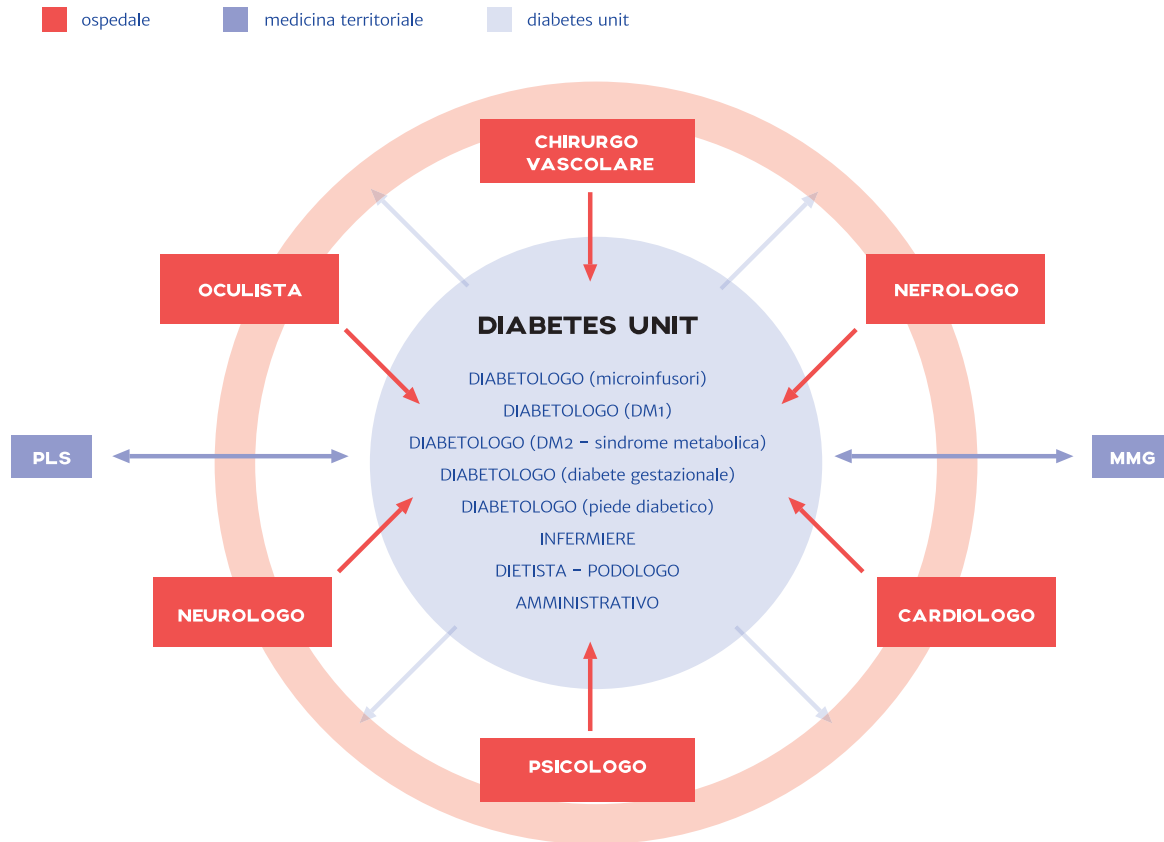 ospedale
medicina territoriale
diabetes unit
CHIRURGO
VASCOLARE
OCULISTA
NEFROLOGO
DIABETES UNIT
DIABETOLOGO (microinfusori)
DIABETOLOGO (DM1)
DIABETOLOGO (DM2 – sindrome metabolica)
DIABETOLOGO (diabete gestazionale)
DIABETOLOGO (piede diabetico)
INFERMIERE
DIETISTA – PODOLOGO
AMMINISTRATIVO
PLS
MMG
NEUROLOGO
CARDIOLOGO
PSICOLOGO